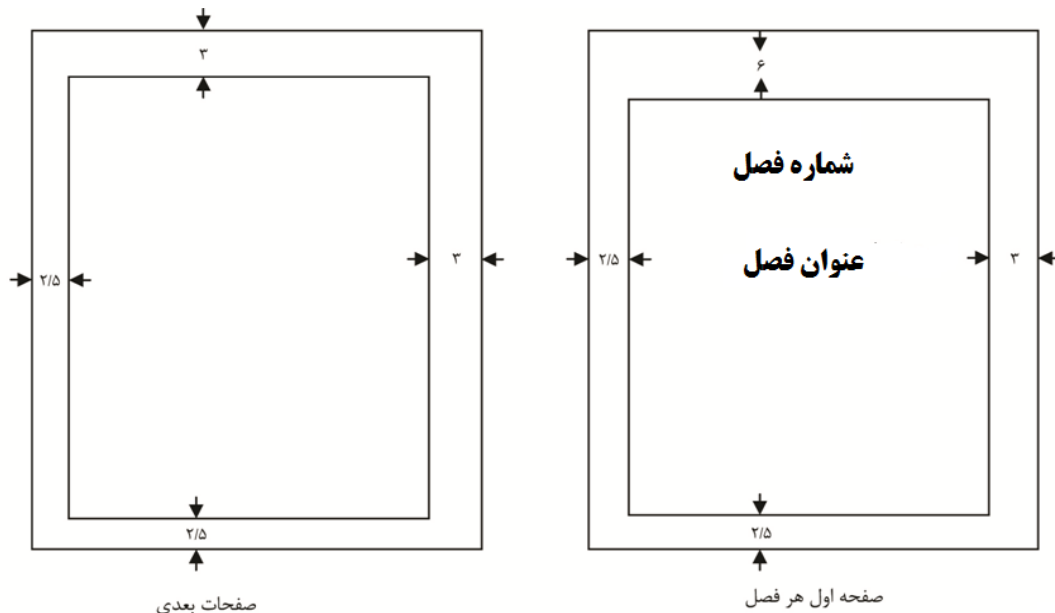 ۶
شماره فصل
عنوان فصل
۳
۲/۵
۲/۵
صفحه اول هر فصل
۳
۳
۲/۵
۲/۵
صفحات بعدی